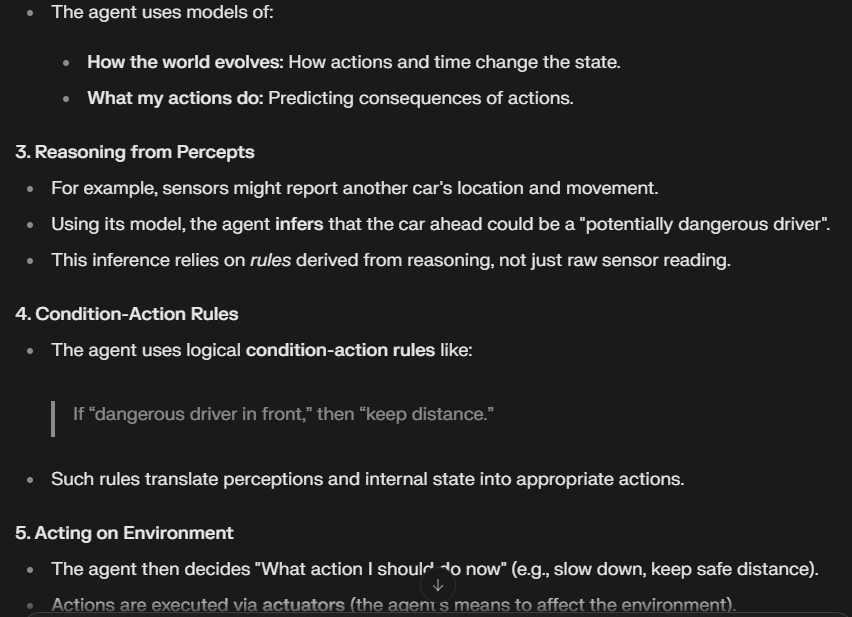 The agent uses models of:
How the world evolves: How actions and time change the state.
What my actions do: Predicting consequences of actions.
3. Reasoning from Percepts
For example, sensors might report another car's location and movement.
Using its model, the agent infers that the car ahead could be a "potentially dangerous driver".
This inference relies on rules derived from reasoning, not just raw sensor reading.
4. Condition-Action Rules
The agent uses logical condition-action rules like:
If “dangerous driver in front,” then “keep distance.”
Such rules translate perceptions and internal state into appropriate actions.
5. Acting on Environment
The agent then decides "What action I should do now" (e.g., slow down, keep safe distance).
Actions are executed via actuators (the agent's means to affect the environment).